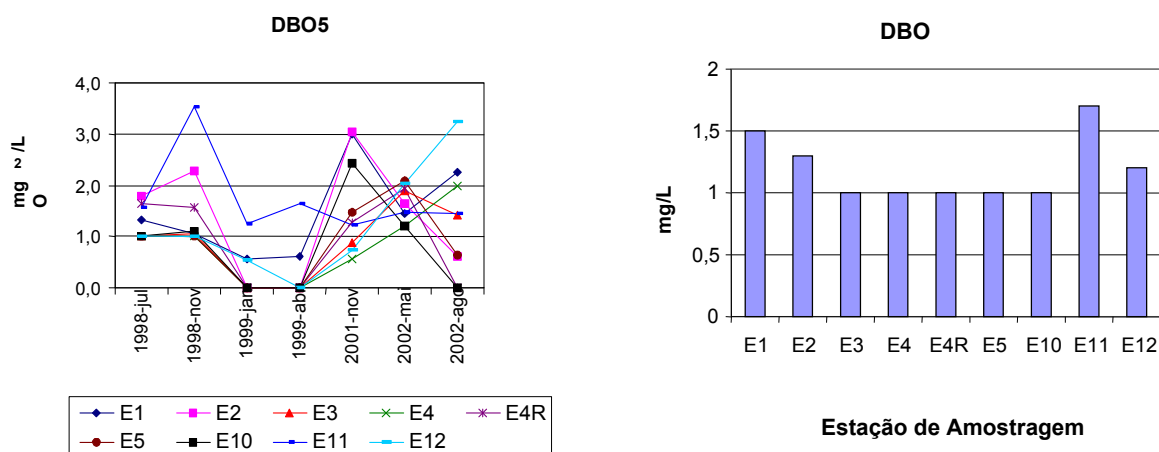 DBO5
4,0
3,0
2,0
1,0
0,0
mg O 2 /L
1998-jul
1998-nov
1999-jan
1999-abr
2001-nov
2002-mai
2002-ago
E1 E2 E3 E4 E4R
E5 E10 E11 E12
DBO
2
1,5
1
0,5
0
mg/L
E1 E2 E3 E4 E4R E5 E10 E11 E12
Estação de Amostragem